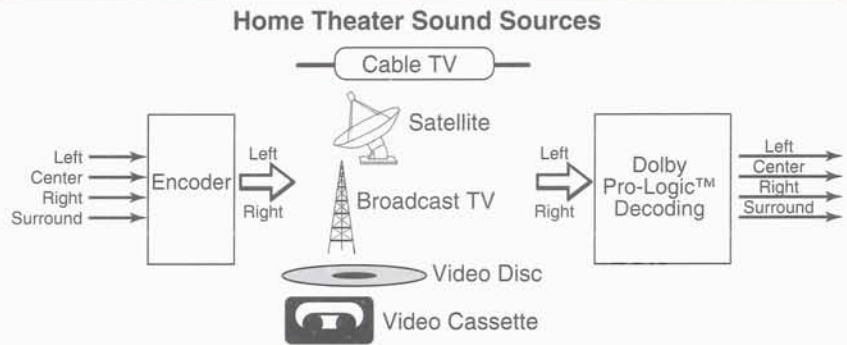 Home Theater Sound Sources
Cable TV
Satellite
Broadcast TV
Video Disc
Video Cassette
Left
Center
Right
Surround
Encoder
Left
Right
Left
Right
Dolby
Pro-Logic™
Decoding
Left
Center
Right
Surround